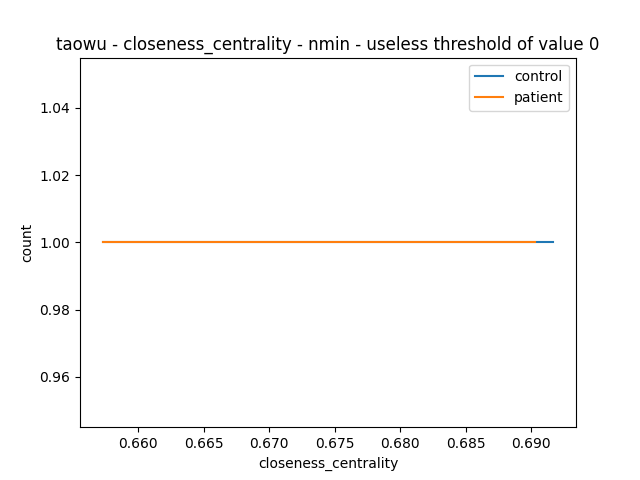 taowu - closeness_centrality - nmin - useless threshold of value 0
control
patient
1.04
1.02
1.00
0.98
0.96
count
0.660 0.665 0.670 0.675 0.680 0.685 0.690
closeness_centrality